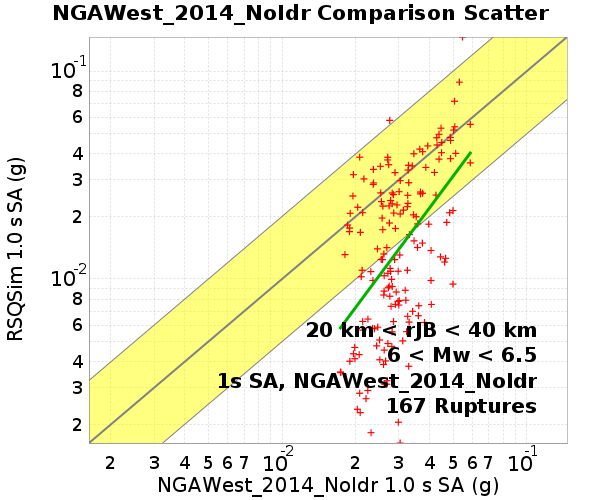 NGAWest_2014_NoIdr Comparison Scatter
RSQSim 1.0 s SA (g)
10-1
8
6
4
3
2
10-2
8
6
4
3
2
20 km < rJB < 40 km
6 < Mw < 6.5
1s SA, NGAWest_2014_NoIdr
167 Ruptures
2 3 4 5 6 7 10-2 2 3 4 5 6 7 10-1
NGAWest_2014_NoIdr 1.0 s SA (g)